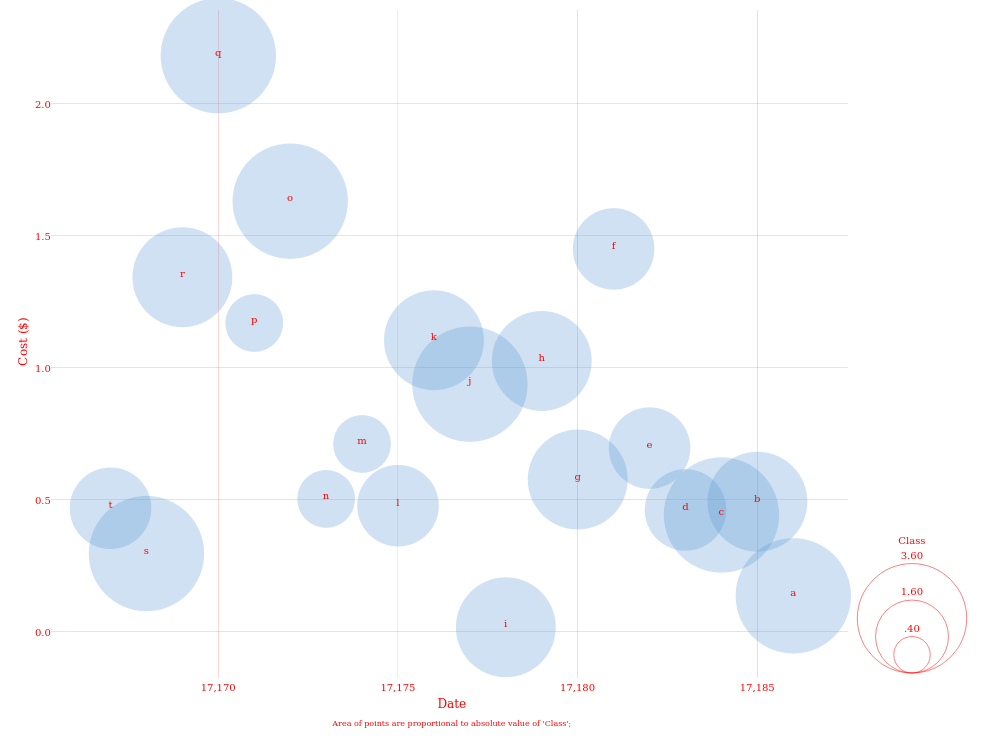 q
2.0
o
1.5
f
r
p
Cost ($)
k
h
1.0
j
m
e
g
n
b
0.5
t
l
d
c
Class
s
3.60
a
1.60
i
.40
0.0
17,170
17,175
17,180
17,185
Date
Area of points are proportional to absolute value of 'Class';